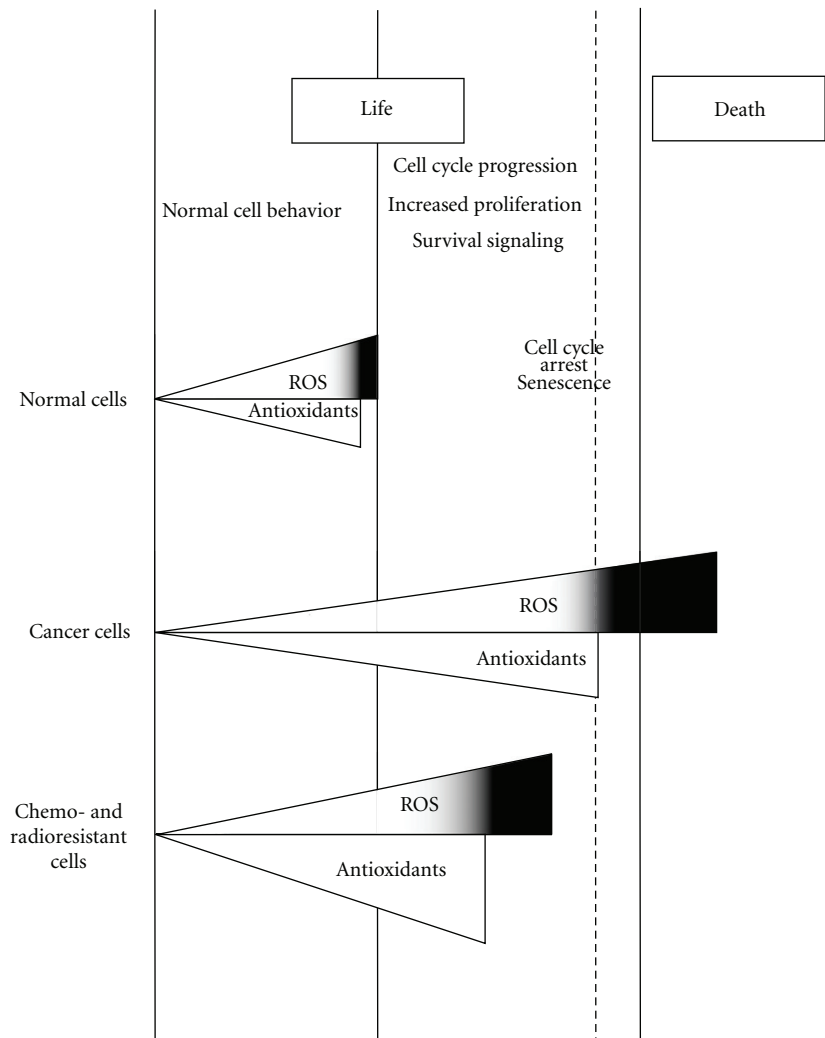 Life
Death
Cell cycle progression
Normal cell behavior
Increased proliferation
Survival signaling
Cell cycle
arrest
Senescence
Normal cells
ROS
Antioxidants
Cancer cells
ROS
Antioxidants
Chemo- and
radioresistant
cells
ROS
Antioxidants